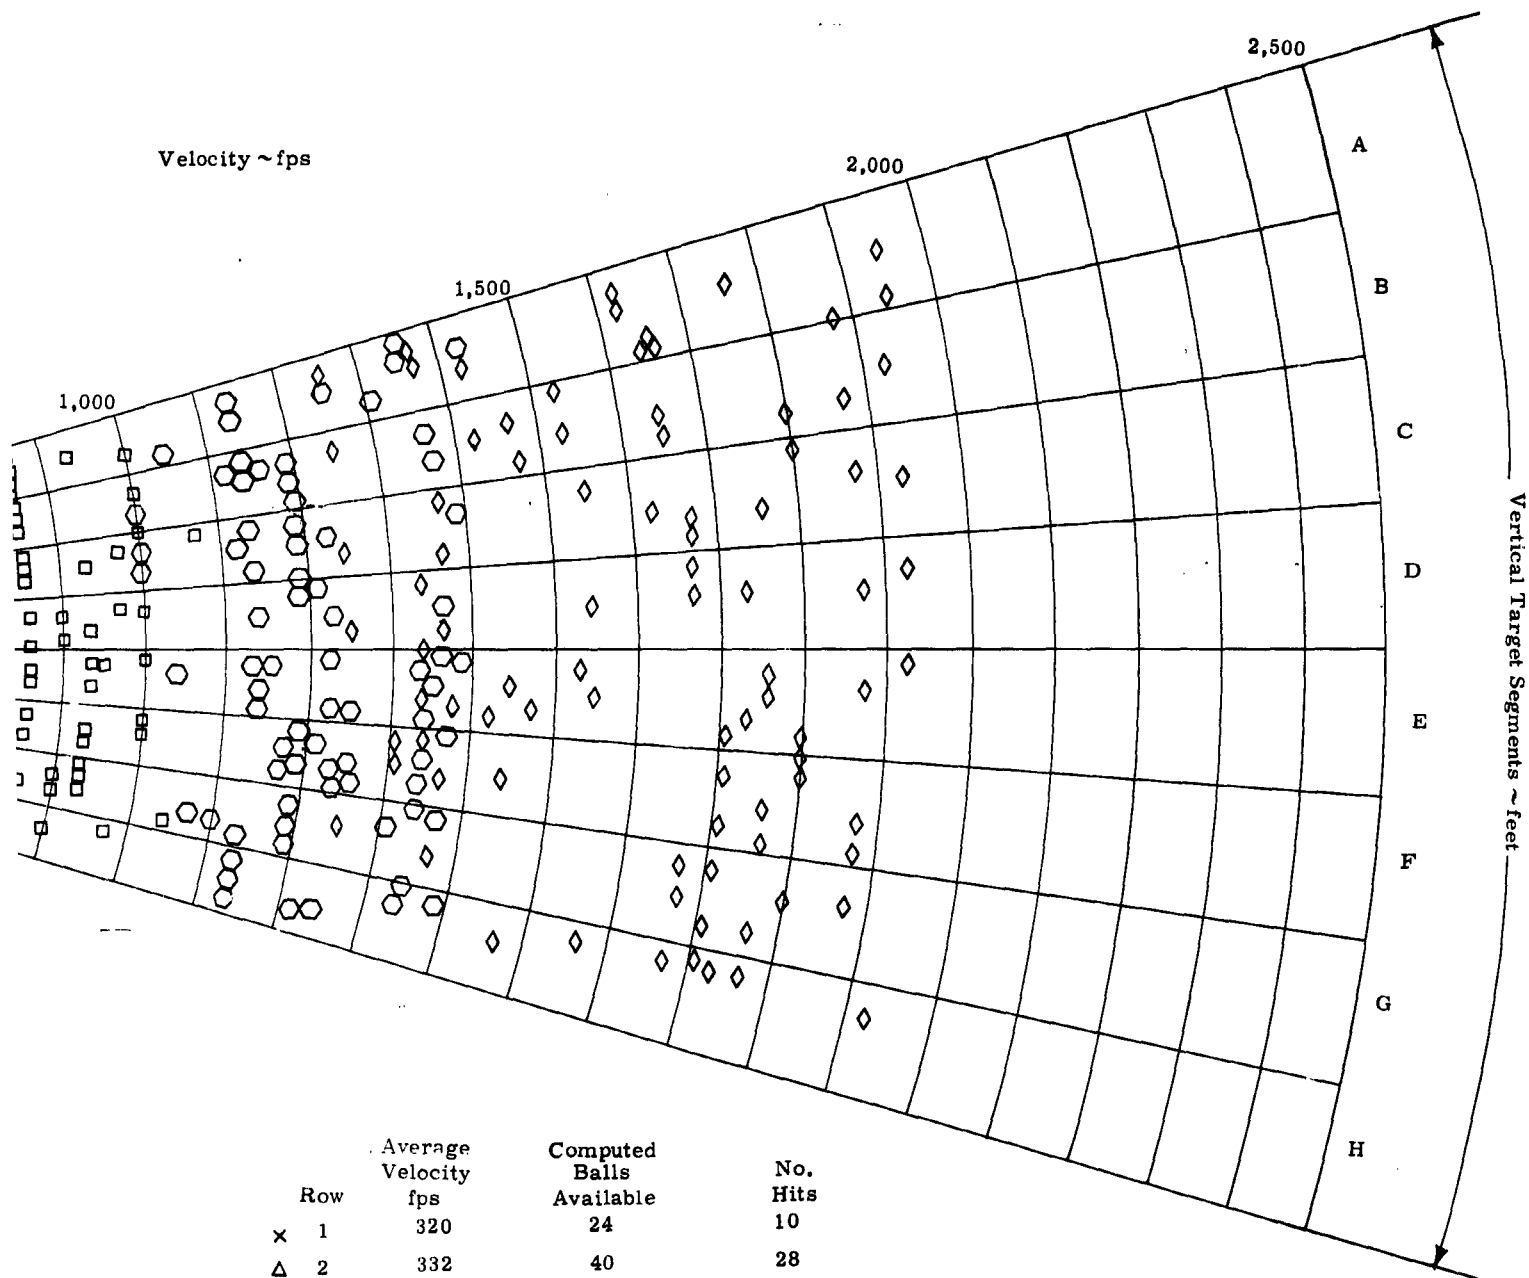 2,500
A
Velocity ~ fps
2,000
B
1,500
1,000
C
Vertical Target Segments ~ feet
D
E
F
G
H
Average
Velocity
fps
Computed
Balls
Available
No.
Hits
Row
× 1 320 24 10
△ 2 332 40 28